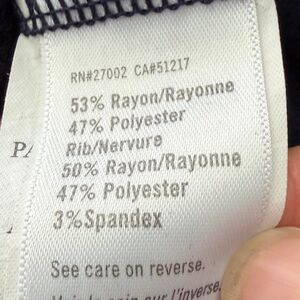 RN#27002 CA#51217
53% Rayon/Rayonne
47% Polyester
Rib/Nervure
50% Rayon/Rayonne
47% Polyester
3%Spandex
See care on reverse.
l'inverse